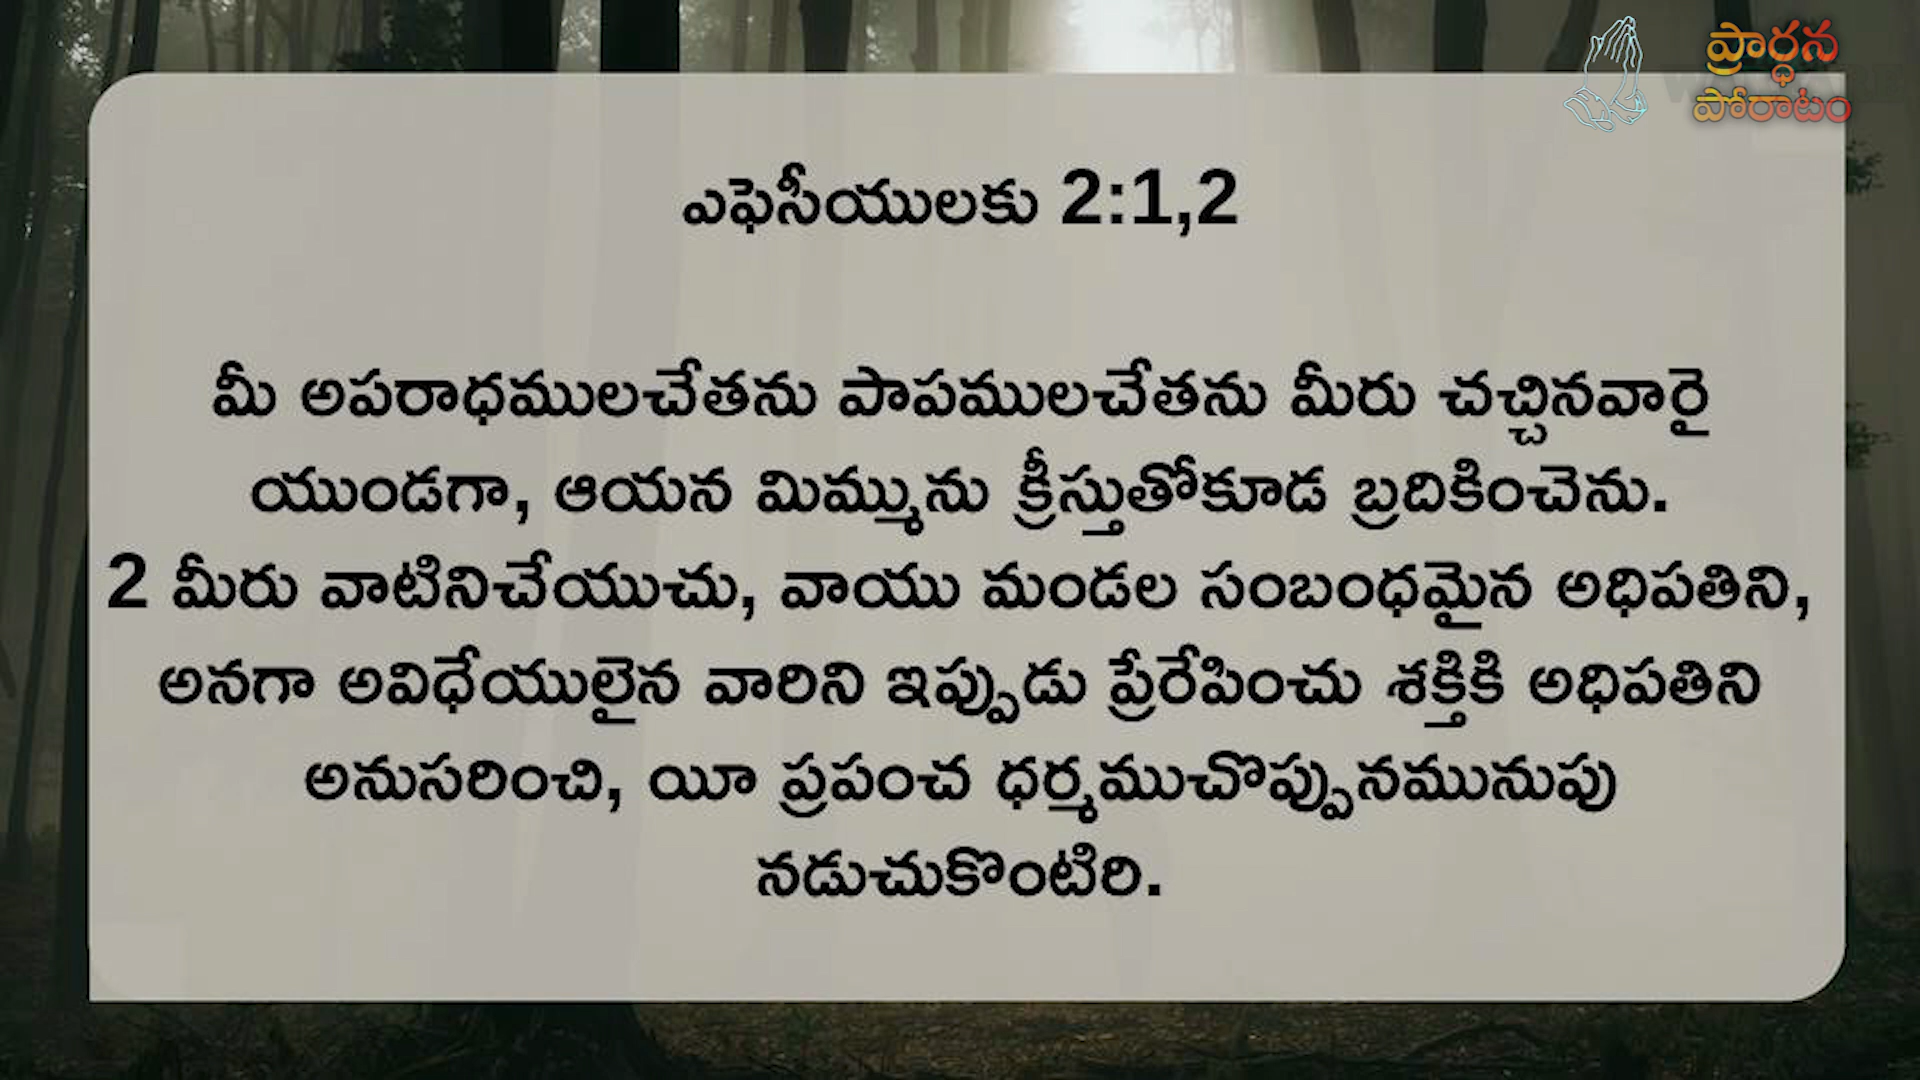 ప్రార్ధన
పోరాటం
ఎఫెసీయులకు 2:1,2
మీ అపరాధములచేతను పాపములచేతను మీరు చచ్చినవారై
యుండగా, ఆయన మిమ్మును క్రీస్తుతోకూడ బ్రదికించెను.
2 మీరు వాటినిచేయుచు, వాయు మండల సంబంధమైన అధిపతిని,
అనగా అవిధేయులైన వారిని ఇప్పుడు ప్రేరేపించు శక్తికి అధిపతిని
అనుసరించి, యీ ప్రపంచ ధర్మముచొప్పునమునుపు
నడుచుకొంటిరి.